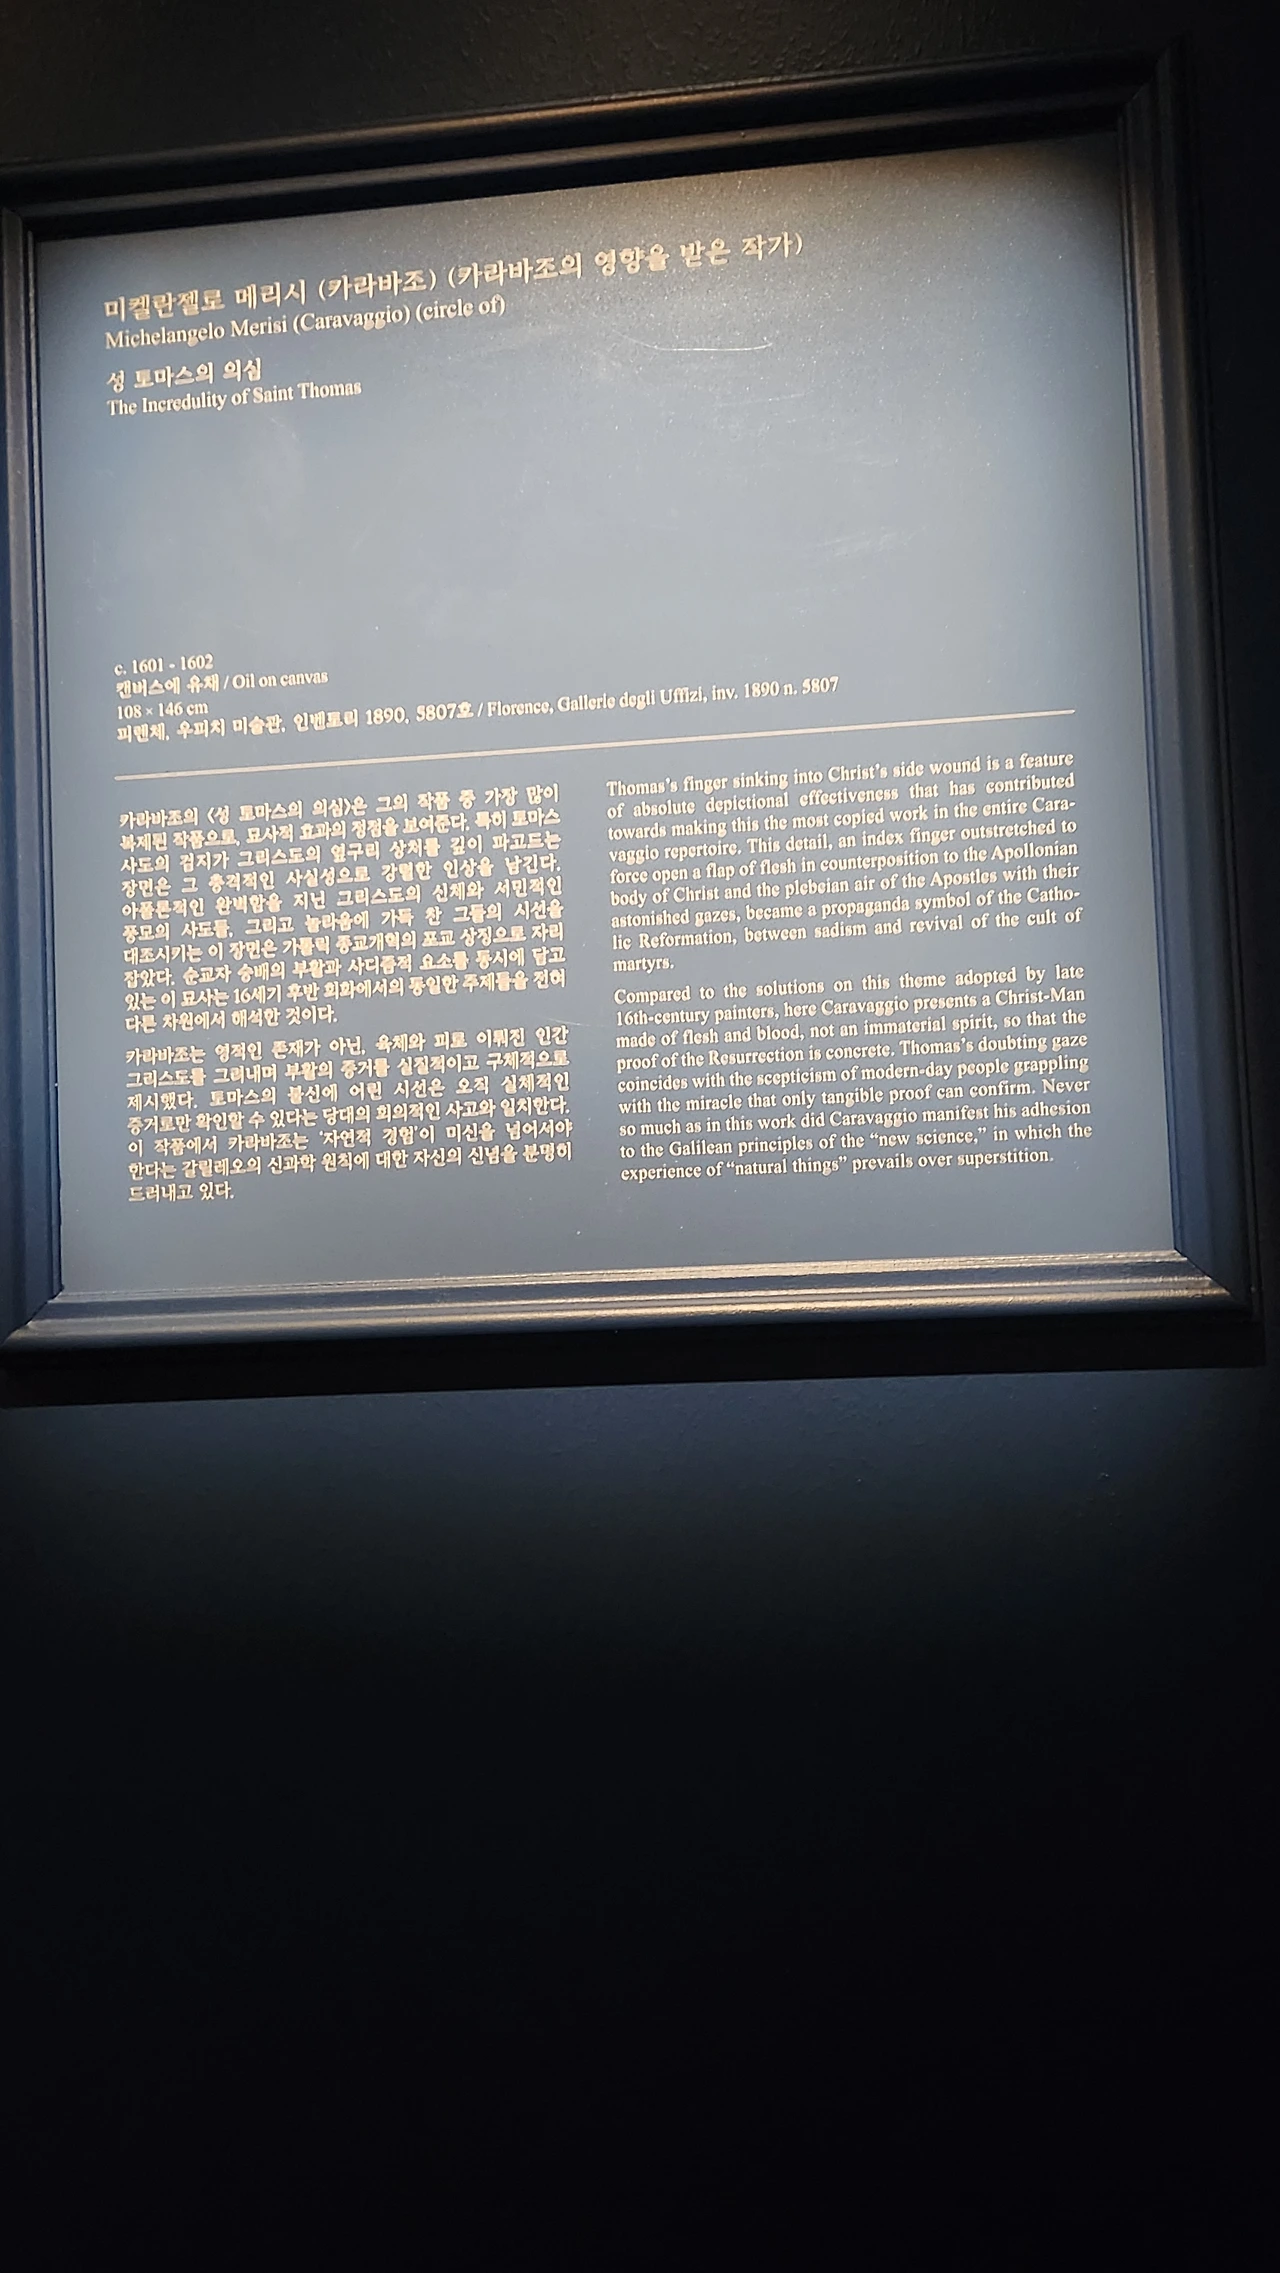 미켈란젤로 메리시 (카라바조) (카라바조의 영향을 받은 작가)
Michelangelo Merisi (Caravaggio) (circle of)
성 토마스의 의심
The Incredulity of Saint Thomas
c. 1601 - 1602
캔버스에 유채 / Oil on canvas
108 × 146 cm
피렌체, 우피치 미술관, 인벤토리 1890, 5807호 / Florence, Gallerie degli Uffizi, inv. 1890 n. 5807
카라바조의 〈성 토마스의 의심〉은 그의 작품 중 가장 많이
복제된 작품으로, 묘사적 효과의 정점을 보여준다. 특히 토마스
사도의 검지가 그리스도의 옆구리 상처를 깊이 파고드는
장면은 그 충격적인 사실성으로 강렬한 인상을 남긴다.
아폴론적인 완벽함을 지닌 그리스도의 신체와 서민적인
풍모의 사도들, 그리고 놀라움에 가득 찬 그들의 시선을
대조시키는 이 장면은 가톨릭 종교개혁의 포교 상징으로 자리
잡았다. 순교자 숭배의 부활과 사디즘적 요소를 동시에 담고
있는 이 묘사는 16세기 후반 회화에서의 동일한 주제들을 전혀
다른 차원에서 해석한 것이다.
카라바조는 영적인 존재가 아닌, 육체와 피로 이뤄진 인간
그리스도를 그려내며 부활의 증거를 실질적이고 구체적으로
제시했다. 토마스의 불신에 어린 시선은 오직 실체적인
증거로만 확인할 수 있다는 당대의 회의적인 사고와 일치한다.
이 작품에서 카라바조는 '자연적 경험'이 미신을 넘어서야
한다는 갈릴레오의 신과학 원칙에 대한 자신의 신념을 분명히
드러내고 있다.
Thomas's finger sinking into Christ's side wound is a feature
of absolute depictional effectiveness that has contributed
towards making this the most copied work in the entire Cara-
vaggio repertoire. This detail, an index finger outstretched to
force open a flap of flesh in counterposition to the Apollonian
body of Christ and the plebeian air of the Apostles with their
astonished gazes, became a propaganda symbol of the Catho-
lic Reformation, between sadism and revival of the cult of
martyrs.
Compared to the solutions on this theme adopted by late
16th-century painters, here Caravaggio presents a Christ-Man
made of flesh and blood, not an immaterial spirit, so that the
proof of the Resurrection is concrete. Thomas's doubting gaze
coincides with the scepticism of modern-day people grappling
with the miracle that only tangible proof can confirm. Never
so much as in this work did Caravaggio manifest his adhesion
to the Galilean principles of the “new science,” in which the
experience of “natural things” prevails over superstition.